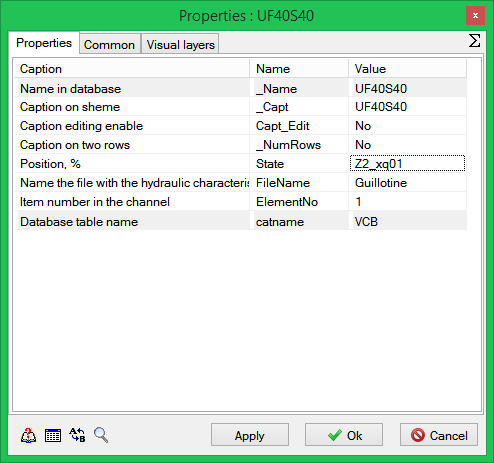 Properties : UF40S40
x
Properties Common Visual layers Σ
Caption Name Value
Name in database _Name UF40S40
Caption on sheme _Capt UF40S40
Caption editing enable Capt_Edit No
Caption on two rows _NumRows No
Position, % State Z2_xq01
Name the file with the hydraulic characteris FileName Guillotine
Item number in the channel ElementNo 1
Database table name catname VCB
Apply Ok Cancel